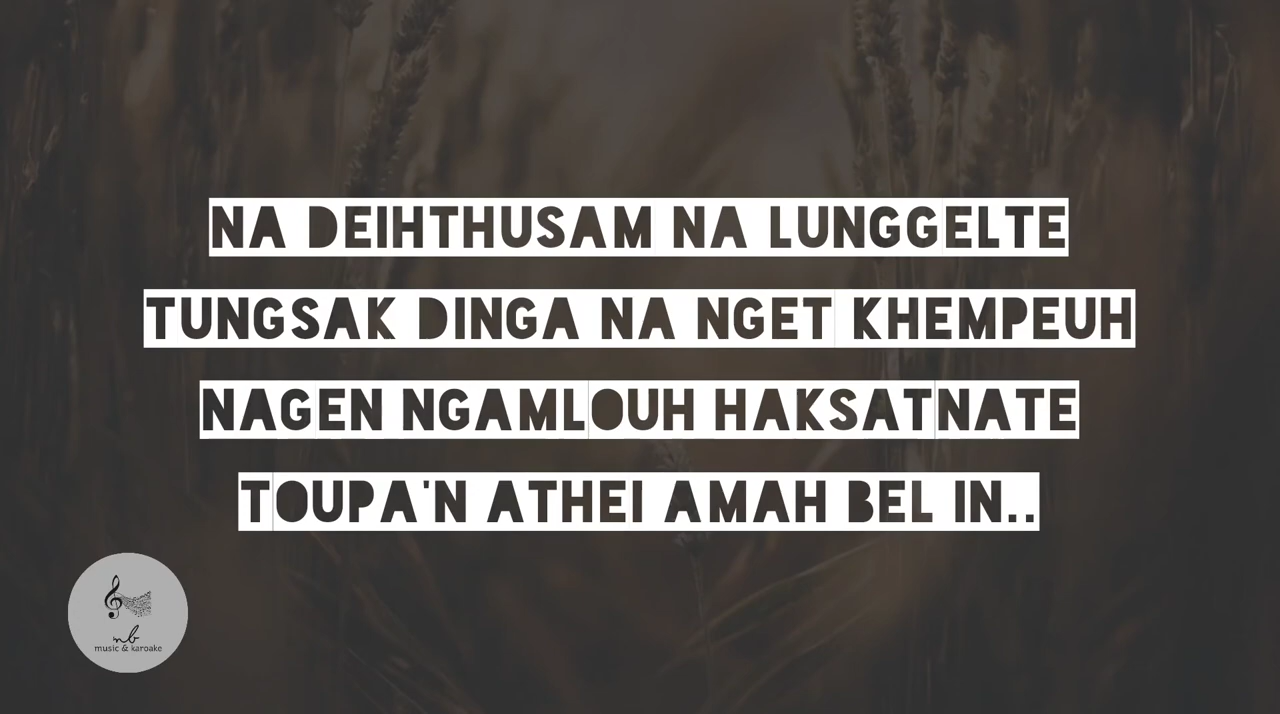 NA DEIHTHUSAM NA LUNGGELTE
TUNGSAK DINGA NA NGET KHEMPEUH
NAGEN NGAMLOUH HAKSATNATE
TOUPA'N ATHEI AMAH BEL IN..
nb
music & karoake